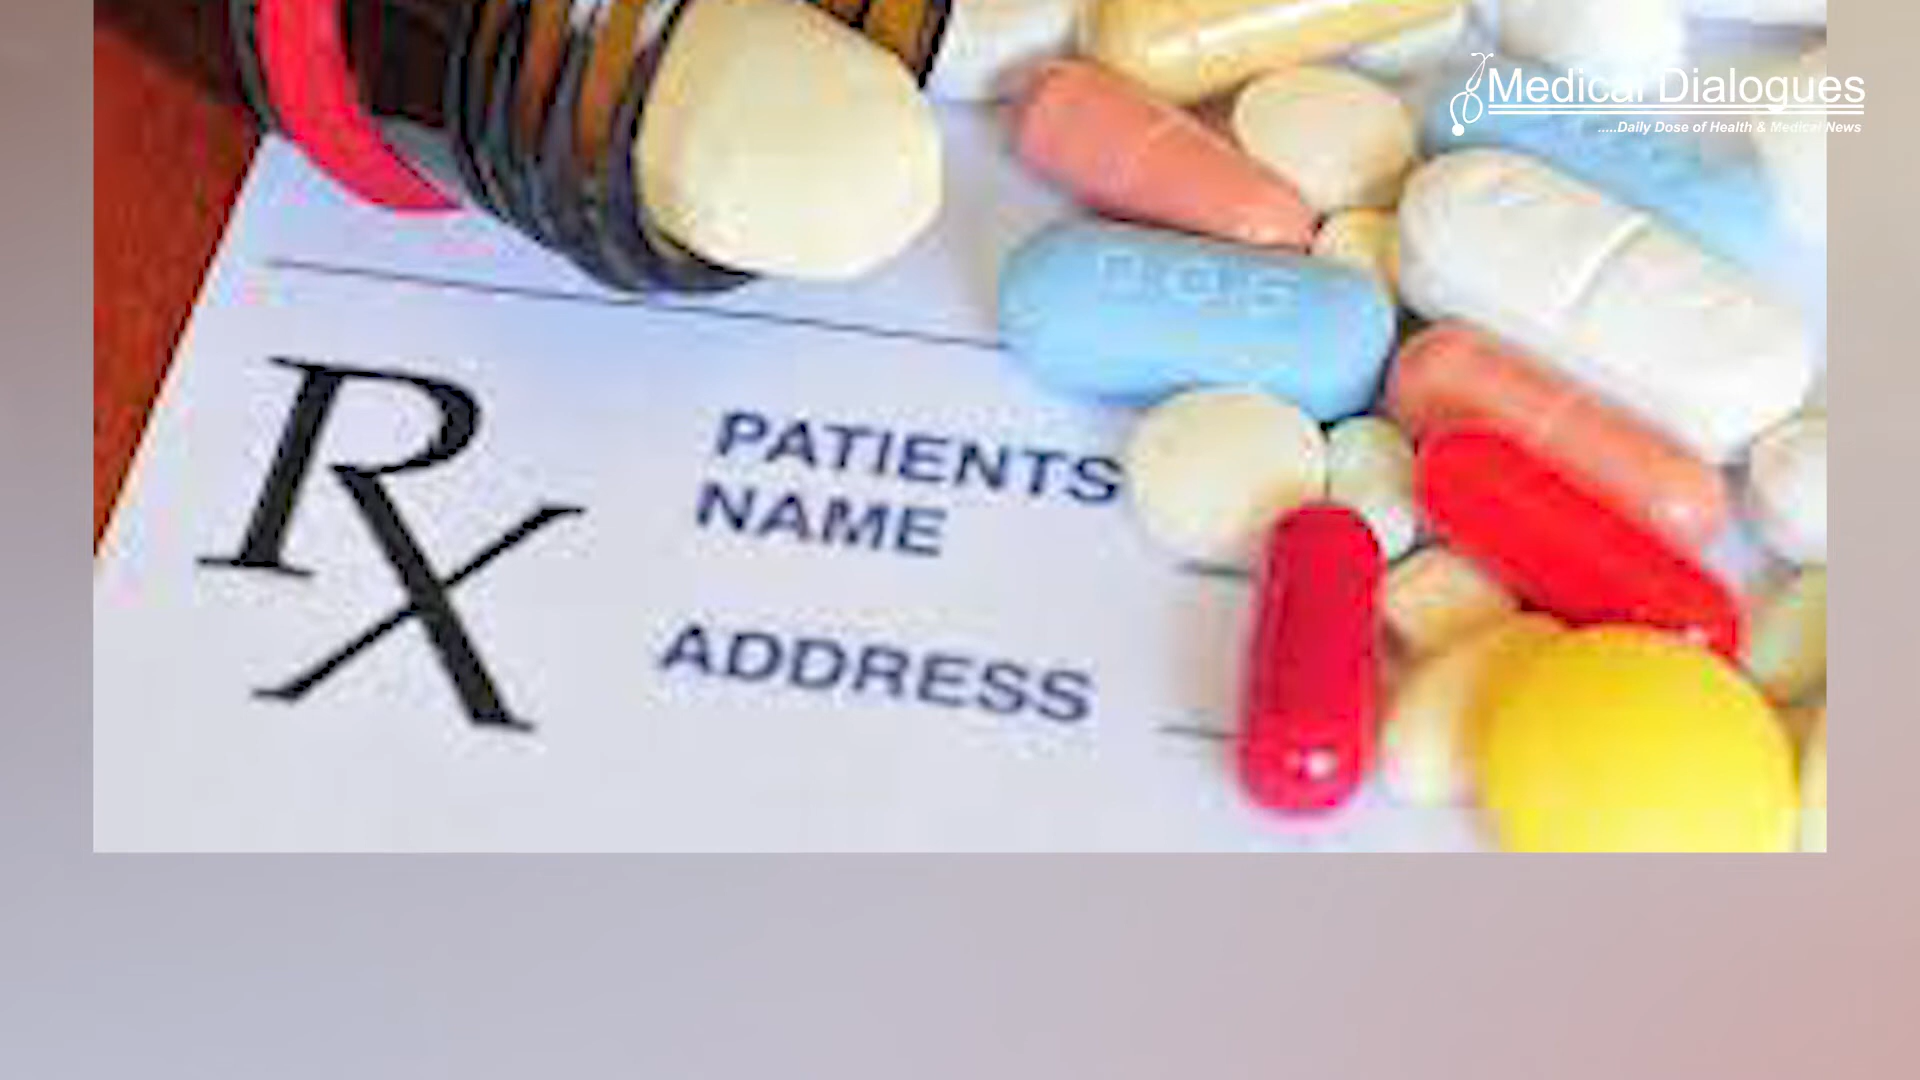 Medical Dialogues
.....Daily Dose of Health & Medical News
Rx
PATIENTS
NAME
ADDRESS